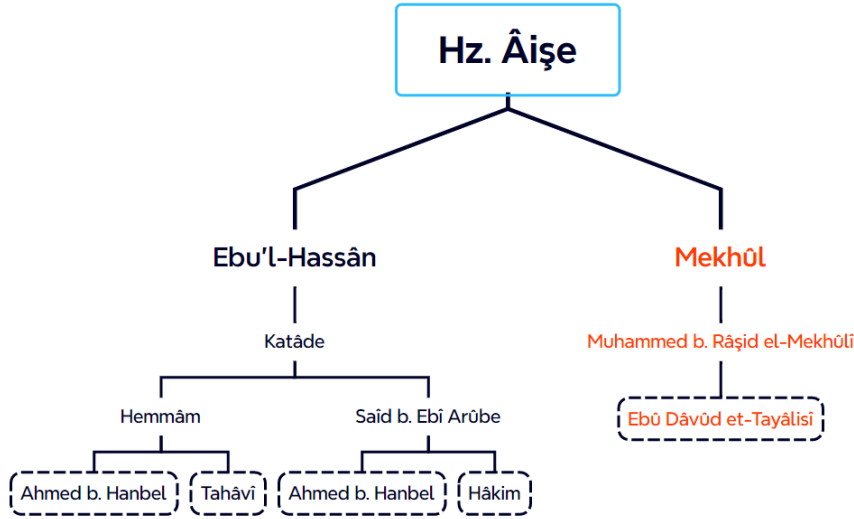 Hz. Âişe
Ebu'l-Hassân
Mekhûl
Katâde
Muhammed b. Râşid el-Mekhûlî
Hemmâm
Saîd b. Ebî Arûbe
Ebû Dâvûd et-Tayâlisî
Ahmed b. Hanbel
Tahâvî
Ahmed b. Hanbel
Hâkim